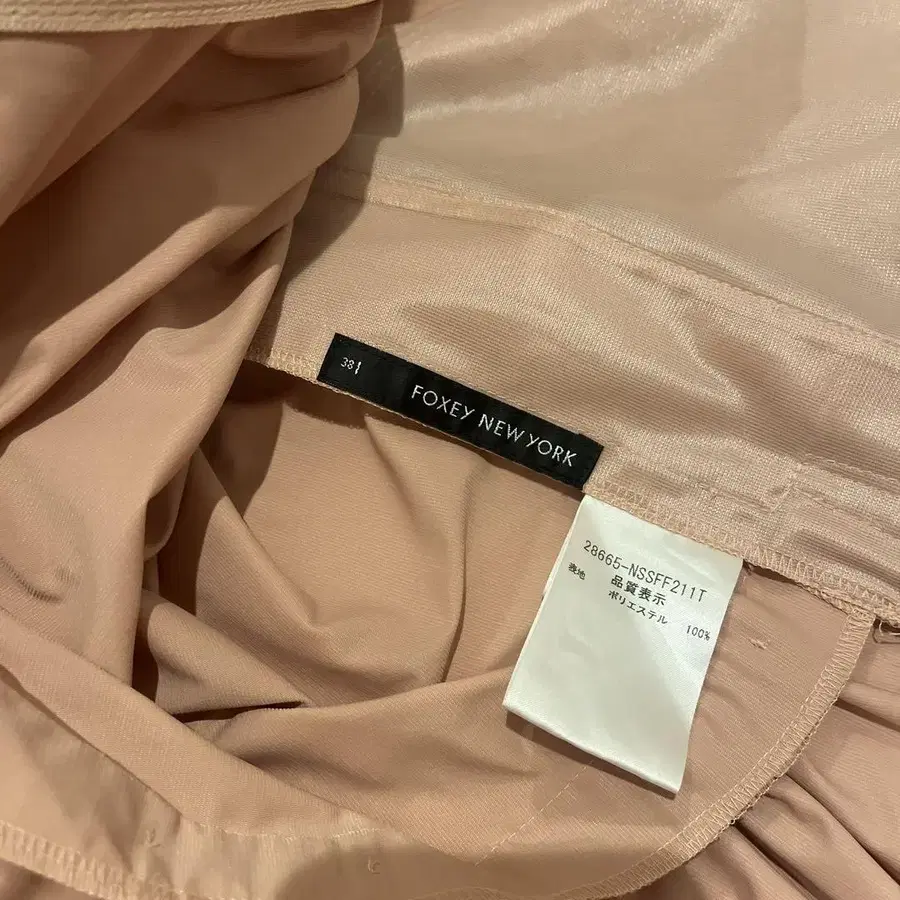 38
FOXEY NEW YORK
28665-NSSFF211T
品質表示
表地 ポリエステル 100%